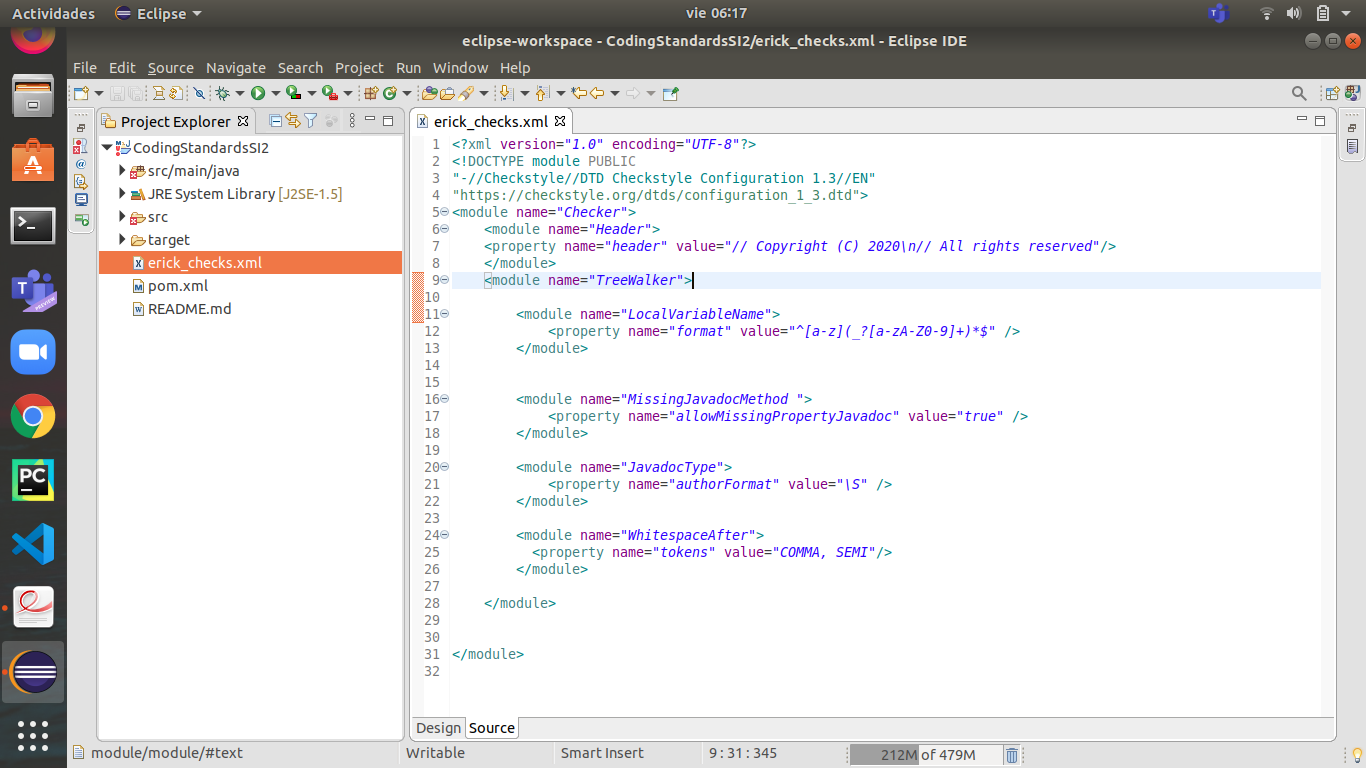 Actividades Eclipse vie 06:17
eclipse-workspace - CodingStandardsSI2/erick_checks.xml - Eclipse IDE
File Edit Source Navigate Search Project Run Window Help
Project Explorer
CodingStandardsSI2
src/main/java
JRE System Library [J2SE-1.5]
src
target
erick_checks.xml
pom.xml
README.md
erick_checks.xml
1 <?xml version="1.0" encoding="UTF-8"?>
2 <!DOCTYPE module PUBLIC
3 "-//Checkstyle//DTD Checkstyle Configuration 1.3//EN"
4 "https://checkstyle.org/dtds/configuration_1_3.dtd">
5 <module name="Checker">
6 <module name="Header">
7 <property name="header" value="// Copyright (C) 2020\n// All rights reserved"/>
8 </module>
9 <module name="TreeWalker">
10
11 <module name="LocalVariableName">
12 <property name="format" value="^[a-z](_?[a-zA-Z0-9]+)*$" />
13 </module>
14
15
16 <module name="MissingJavadocMethod ">
17 <property name="allowMissingPropertyJavadoc" value="true" />
18 </module>
19
20 <module name="JavadocType">
21 <property name="authorFormat" value="\S" />
22 </module>
23
24 <module name="WhitespaceAfter">
25 <property name="tokens" value="COMMA, SEMI"/>
26 </module>
27
28 </module>
29
30
31 </module>
32
Design Source
module/module/#text Writable Smart Insert 9 : 31 : 345 212M of 479M
PREVIEW
PC